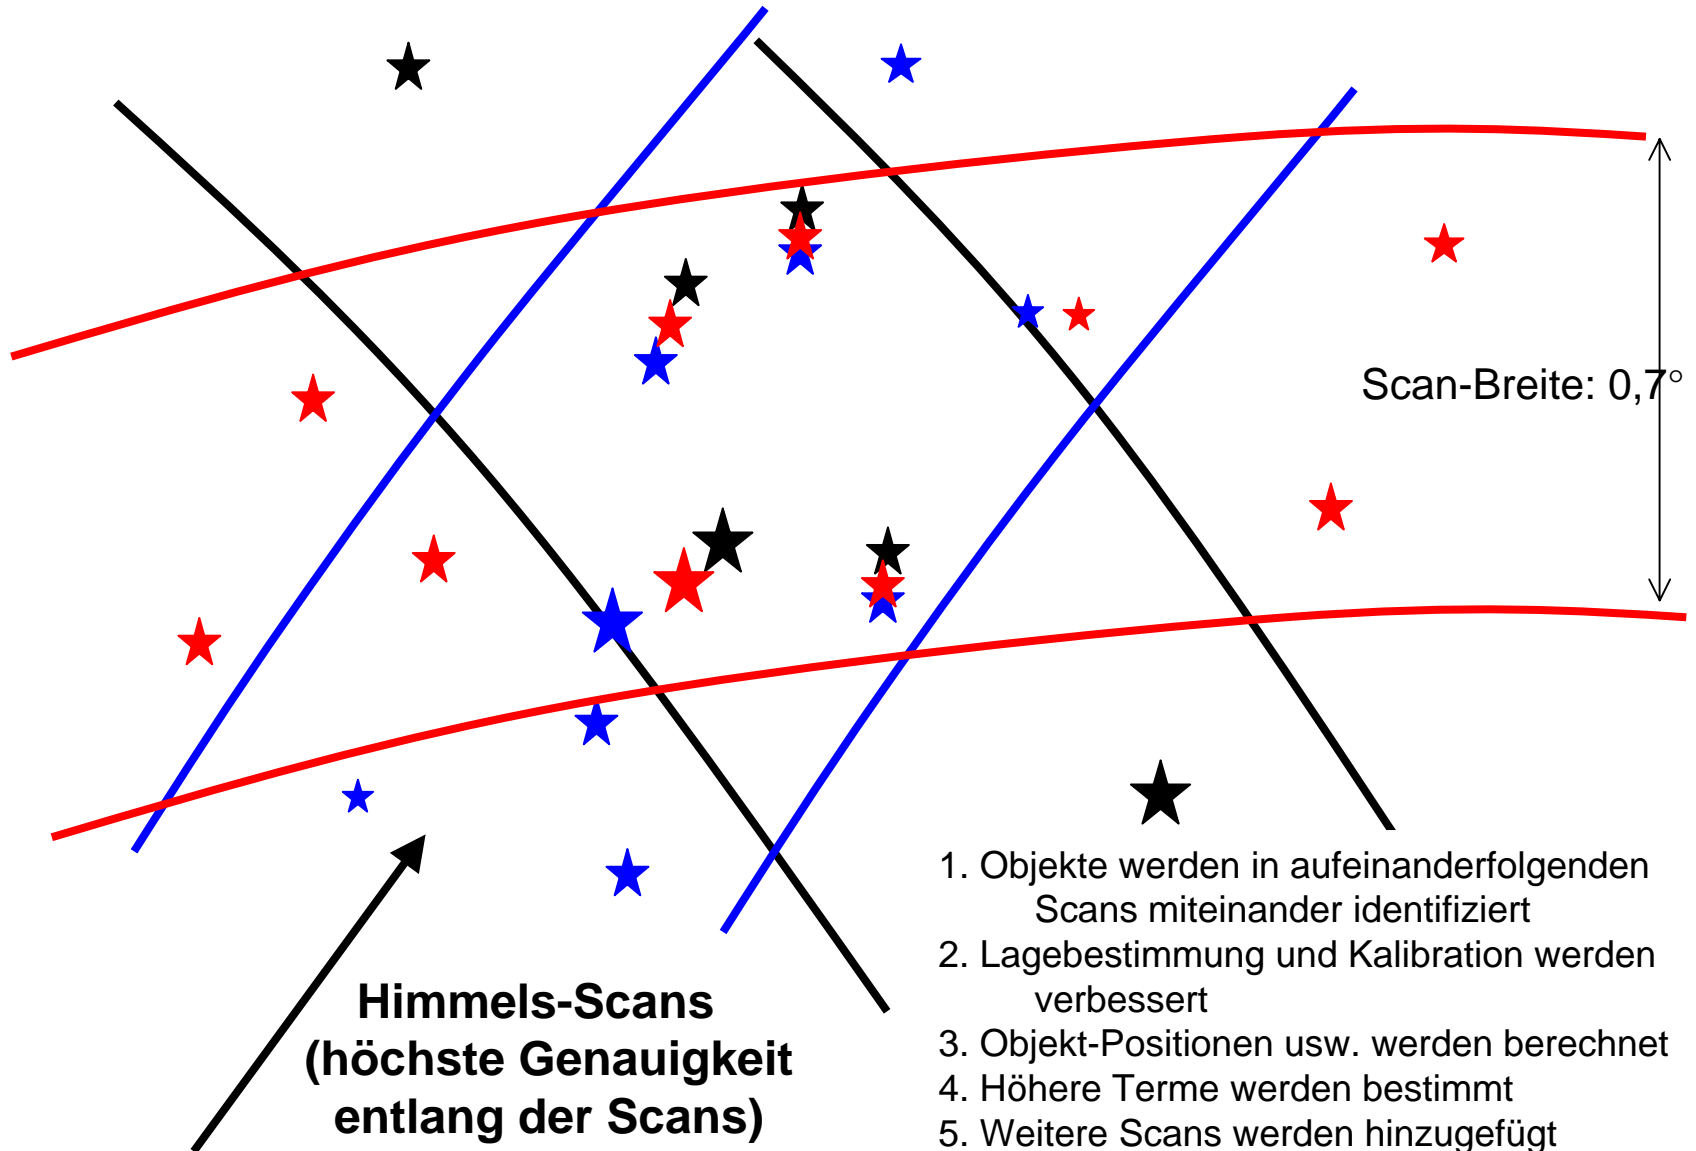 Scan-Breite: 0,7°
Himmels-Scans
(höchste Genauigkeit
entlang der Scans)
1. Objekte werden in aufeinanderfolgenden
Scans miteinander identifiziert
2. Lagebestimmung und Kalibration werden
verbessert
3. Objekt-Positionen usw. werden berechnet
4. Höhere Terme werden bestimmt
5. Weitere Scans werden hinzugefügt